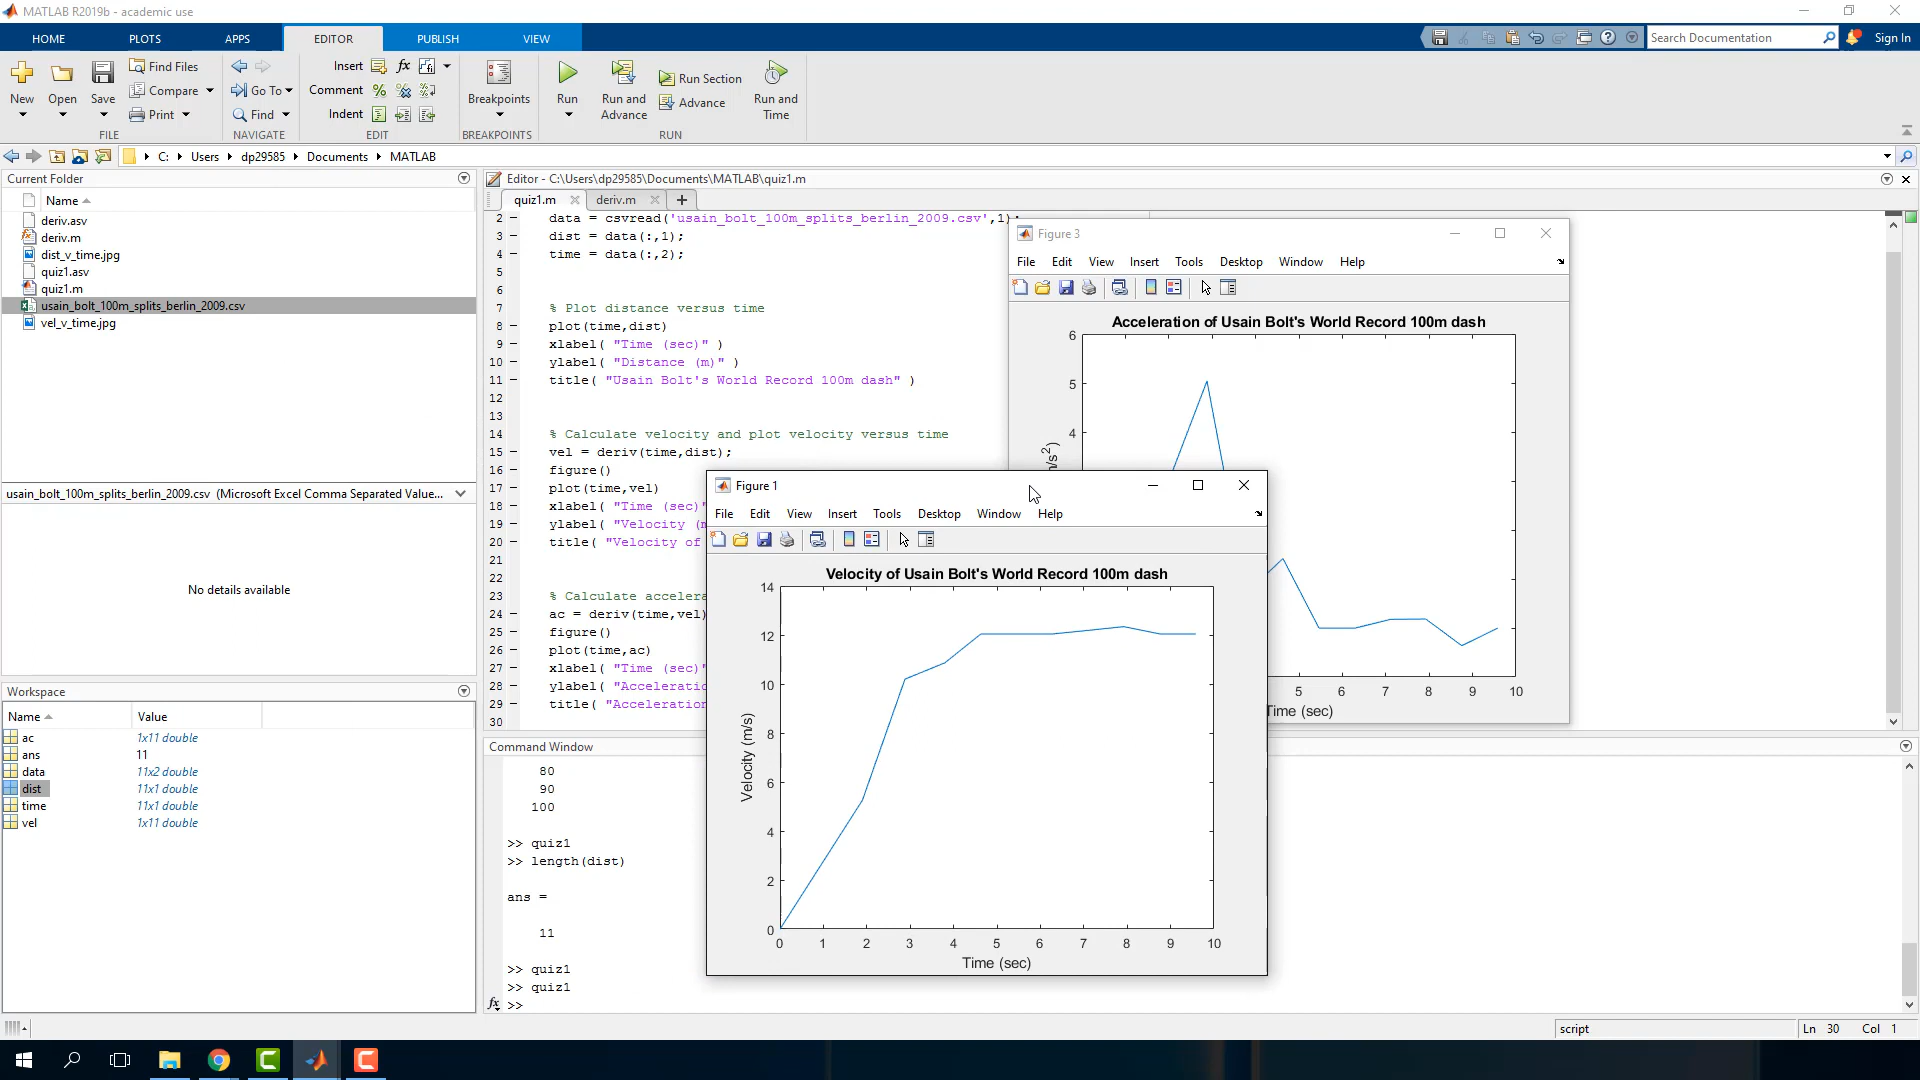 MATLAB R2019b - academic use
HOME PLOTS APPS EDITOR PUBLISH VIEW
Search Documentation
Sign In
New
Open
Save
Find Files
Compare
Print
FILE
Go To
Find
NAVIGATE
Insert
fx
Comment
Indent
EDIT
Breakpoints
BREAKPOINTS
Run
Run and Advance
Run Section
Advance
Run and Time
RUN
C: Users dp29585 Documents MATLAB
Current Folder
Name
deriv.asv
deriv.m
dist_v_time.jpg
quiz1.asv
quiz1.m
usain_bolt_100m_splits_berlin_2009.csv
vel_v_time.jpg
usain_bolt_100m_splits_berlin_2009.csv (Microsoft Excel Comma Separated Value...
No details available
Workspace
Name Value
ac 1x11 double
ans 11
data 11x2 double
dist 11x1 double
time 11x1 double
vel 1x11 double
Editor - C:\Users\dp29585\Documents\MATLAB\quiz1.m
quiz1.m deriv.m
2 data = csvread('usain_bolt_100m_splits_berlin_2009.csv',1);
3 dist = data(:,1);
4 time = data(:,2);
5
6
7 % Plot distance versus time
8 plot(time,dist)
9 xlabel( "Time (sec)" )
10 ylabel( "Distance (m)" )
11 title( "Usain Bolt's World Record 100m dash" )
12
13
14 % Calculate velocity and plot velocity versus time
15 vel = deriv(time,dist);
16 figure()
17 plot(time,vel)
18 xlabel( "Time (sec)"
19 ylabel( "Velocity (m
20 title( "Velocity of
21
22
23 % Calculate accelera
24 ac = deriv(time,vel)
25 figure()
26 plot(time,ac)
27 xlabel( "Time (sec)"
28 ylabel( "Acceleratio
29 title( "Acceleration
30
Figure 3
File Edit View Insert Tools Desktop Window Help
Acceleration of Usain Bolt's World Record 100m dash
6
5
4
m/s2)
5 6 7 8 9 10
Time (sec)
Figure 1
File Edit View Insert Tools Desktop Window Help
Velocity of Usain Bolt's World Record 100m dash
14
12
10
8
6
4
2
0
Velocity (m/s)
0 1 2 3 4 5 6 7 8 9 10
Time (sec)
Command Window
80
90
100
>> quiz1
>> length(dist)
ans =
11
>> quiz1
>> quiz1
fx >>
script
Ln 30 Col 1